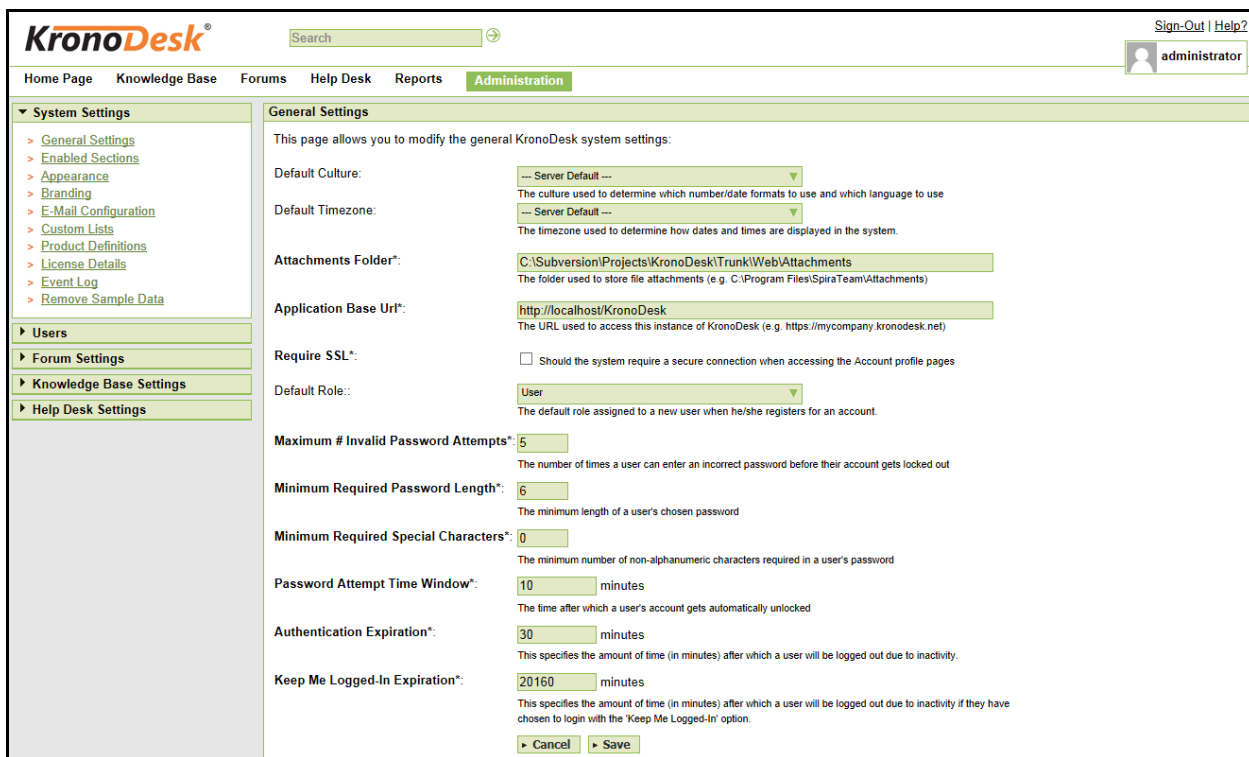 KronoDesk®
Search
Sign-Out | Help?
administrator
Home Page Knowledge Base Forums Help Desk Reports Administration
System Settings
> General Settings
> Enabled Sections
> Appearance
> Branding
> E-Mail Configuration
> Custom Lists
> Product Definitions
> License Details
> Event Log
> Remove Sample Data
Users
Forum Settings
Knowledge Base Settings
Help Desk Settings
General Settings
This page allows you to modify the general KronoDesk system settings:
Default Culture: --- Server Default ---
The culture used to determine which number/date formats to use and which language to use
Default Timezone: --- Server Default ---
The timezone used to determine how dates and times are displayed in the system.
Attachments Folder*: C:\Subversion\Projects\KronoDesk\Trunk\Web\Attachments
The folder used to store file attachments (e.g. C:\Program Files\SpiraTeam\Attachments)
Application Base Url*: http://localhost/KronoDesk
The URL used to access this instance of KronoDesk (e.g. https://mycompany.kronodesk.net)
Require SSL*: Should the system require a secure connection when accessing the Account profile pages
Default Role:: User
The default role assigned to a new user when he/she registers for an account.
Maximum # Invalid Password Attempts*: 5
The number of times a user can enter an incorrect password before their account gets locked out
Minimum Required Password Length*: 6
The minimum length of a user's chosen password
Minimum Required Special Characters*: 0
The minimum number of non-alphanumeric characters required in a user's password
Password Attempt Time Window*: 10 minutes
The time after which a user's account gets automatically unlocked
Authentication Expiration*: 30 minutes
This specifies the amount of time (in minutes) after which a user will be logged out due to inactivity.
Keep Me Logged-In Expiration*: 20160 minutes
This specifies the amount of time (in minutes) after which a user will be logged out due to inactivity if they have
chosen to login with the 'Keep Me Logged-In' option.
Cancel Save